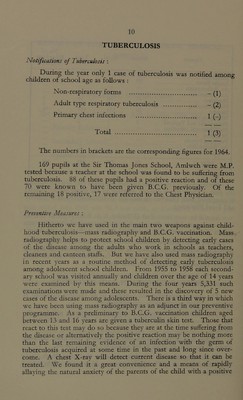 10
TUBERCULOSIS
Notifications of Tuberculosis :
During the year only 1 case of tuberculosis was notified among
children of school age as follows :
Non-respiratory forms ................ – (1)
Adult type respiratory tuberculosis ................ – (2)
Primary chest infections ................ 1 (–)
Total ................ 1 (3)
The numbers in brackets are the corresponding figures for 1964.
169 pupils at the Sir Thomas Jones School, Amlwch were M.P.
tested because a teacher at the school was found to be suffering from
tuberculosis. 88 of these pupils had a positive reaction and of these
70 were known to have been given B.C.G. previously. Of the
remaining 18 positive, 17 were referred to the Chest Physician.
Preventive Measures :
Hitherto we have used in the main two weapons against child-
hood tuberculosis—mass radiography and B.C.G. vaccination. Mass
radiography helps to protect school children by detecting early cases
of the disease among the adults who work in schools as teachers,
cleaners and canteen staffs. But we have also used mass radiography
in recent years as a routine method of detecting early tuberculosis
among adolescent school children. From 1955 to 1958 each second-
ary school was visited annually and children over the age of 14 years
were examined by this means. During the four years 5,331 such
examinations were made and these resulted in the discovery of 5 new
cases of the disease among adolescents. There is a third way in which
we have been using mass radiography as an adjunct in our preventive
programme. As a preliminary to B.C.G. vaccination children aged
between 13 and 16 years are given a tuberculin skin test. Those that
react to this test may do so because they are at the time suffering from
the disease or alternatively the positive reaction may be nothing more
than the last remaining evidence of an infection with the germ of
tuberculosis acquired at some time in the past and long since over-
come. A chest X-ray will detect current disease so that it can be
treated. We found it a great convenience and a means of rapidly
allaying the natural anxiety of the parents of the child with a positive